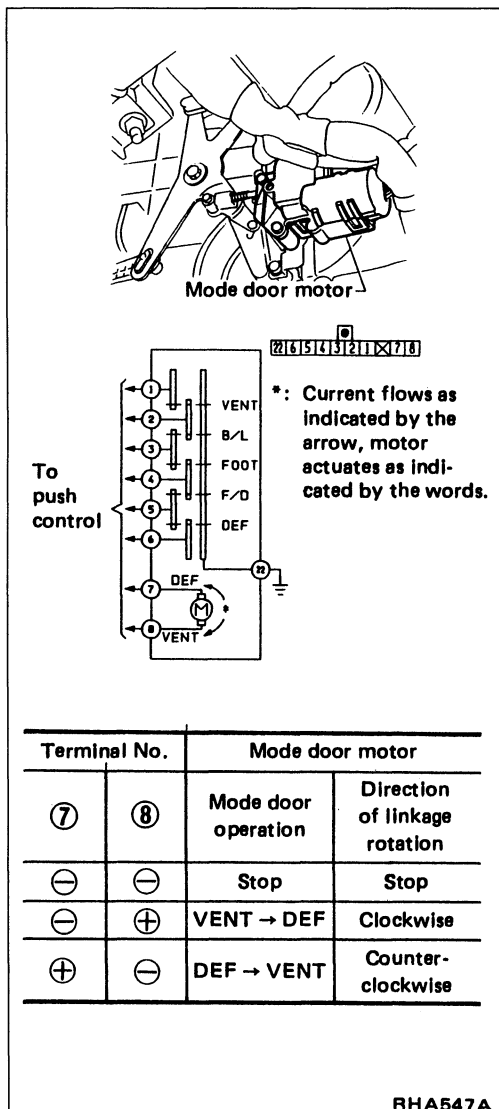 Mode door motor
22 6 5 4 3 2 1 7 8
1
2
3
4
5
6
7
8
VENT
B/L
FOOT
F/D
DEF
22
To
push
control
DEF
M
*
VENT
*: Current flows as
indicated by the
arrow, motor
actuates as indi-
cated by the words.
Terminal No.
Mode door motor
⑦
⑧
Mode door
operation
Direction
of linkage
rotation
⊖ ⊖ Stop Stop
⊖ ⊕ VENT → DEF Clockwise
⊕ ⊖ DEF → VENT Counter-
clockwise
RHA547A